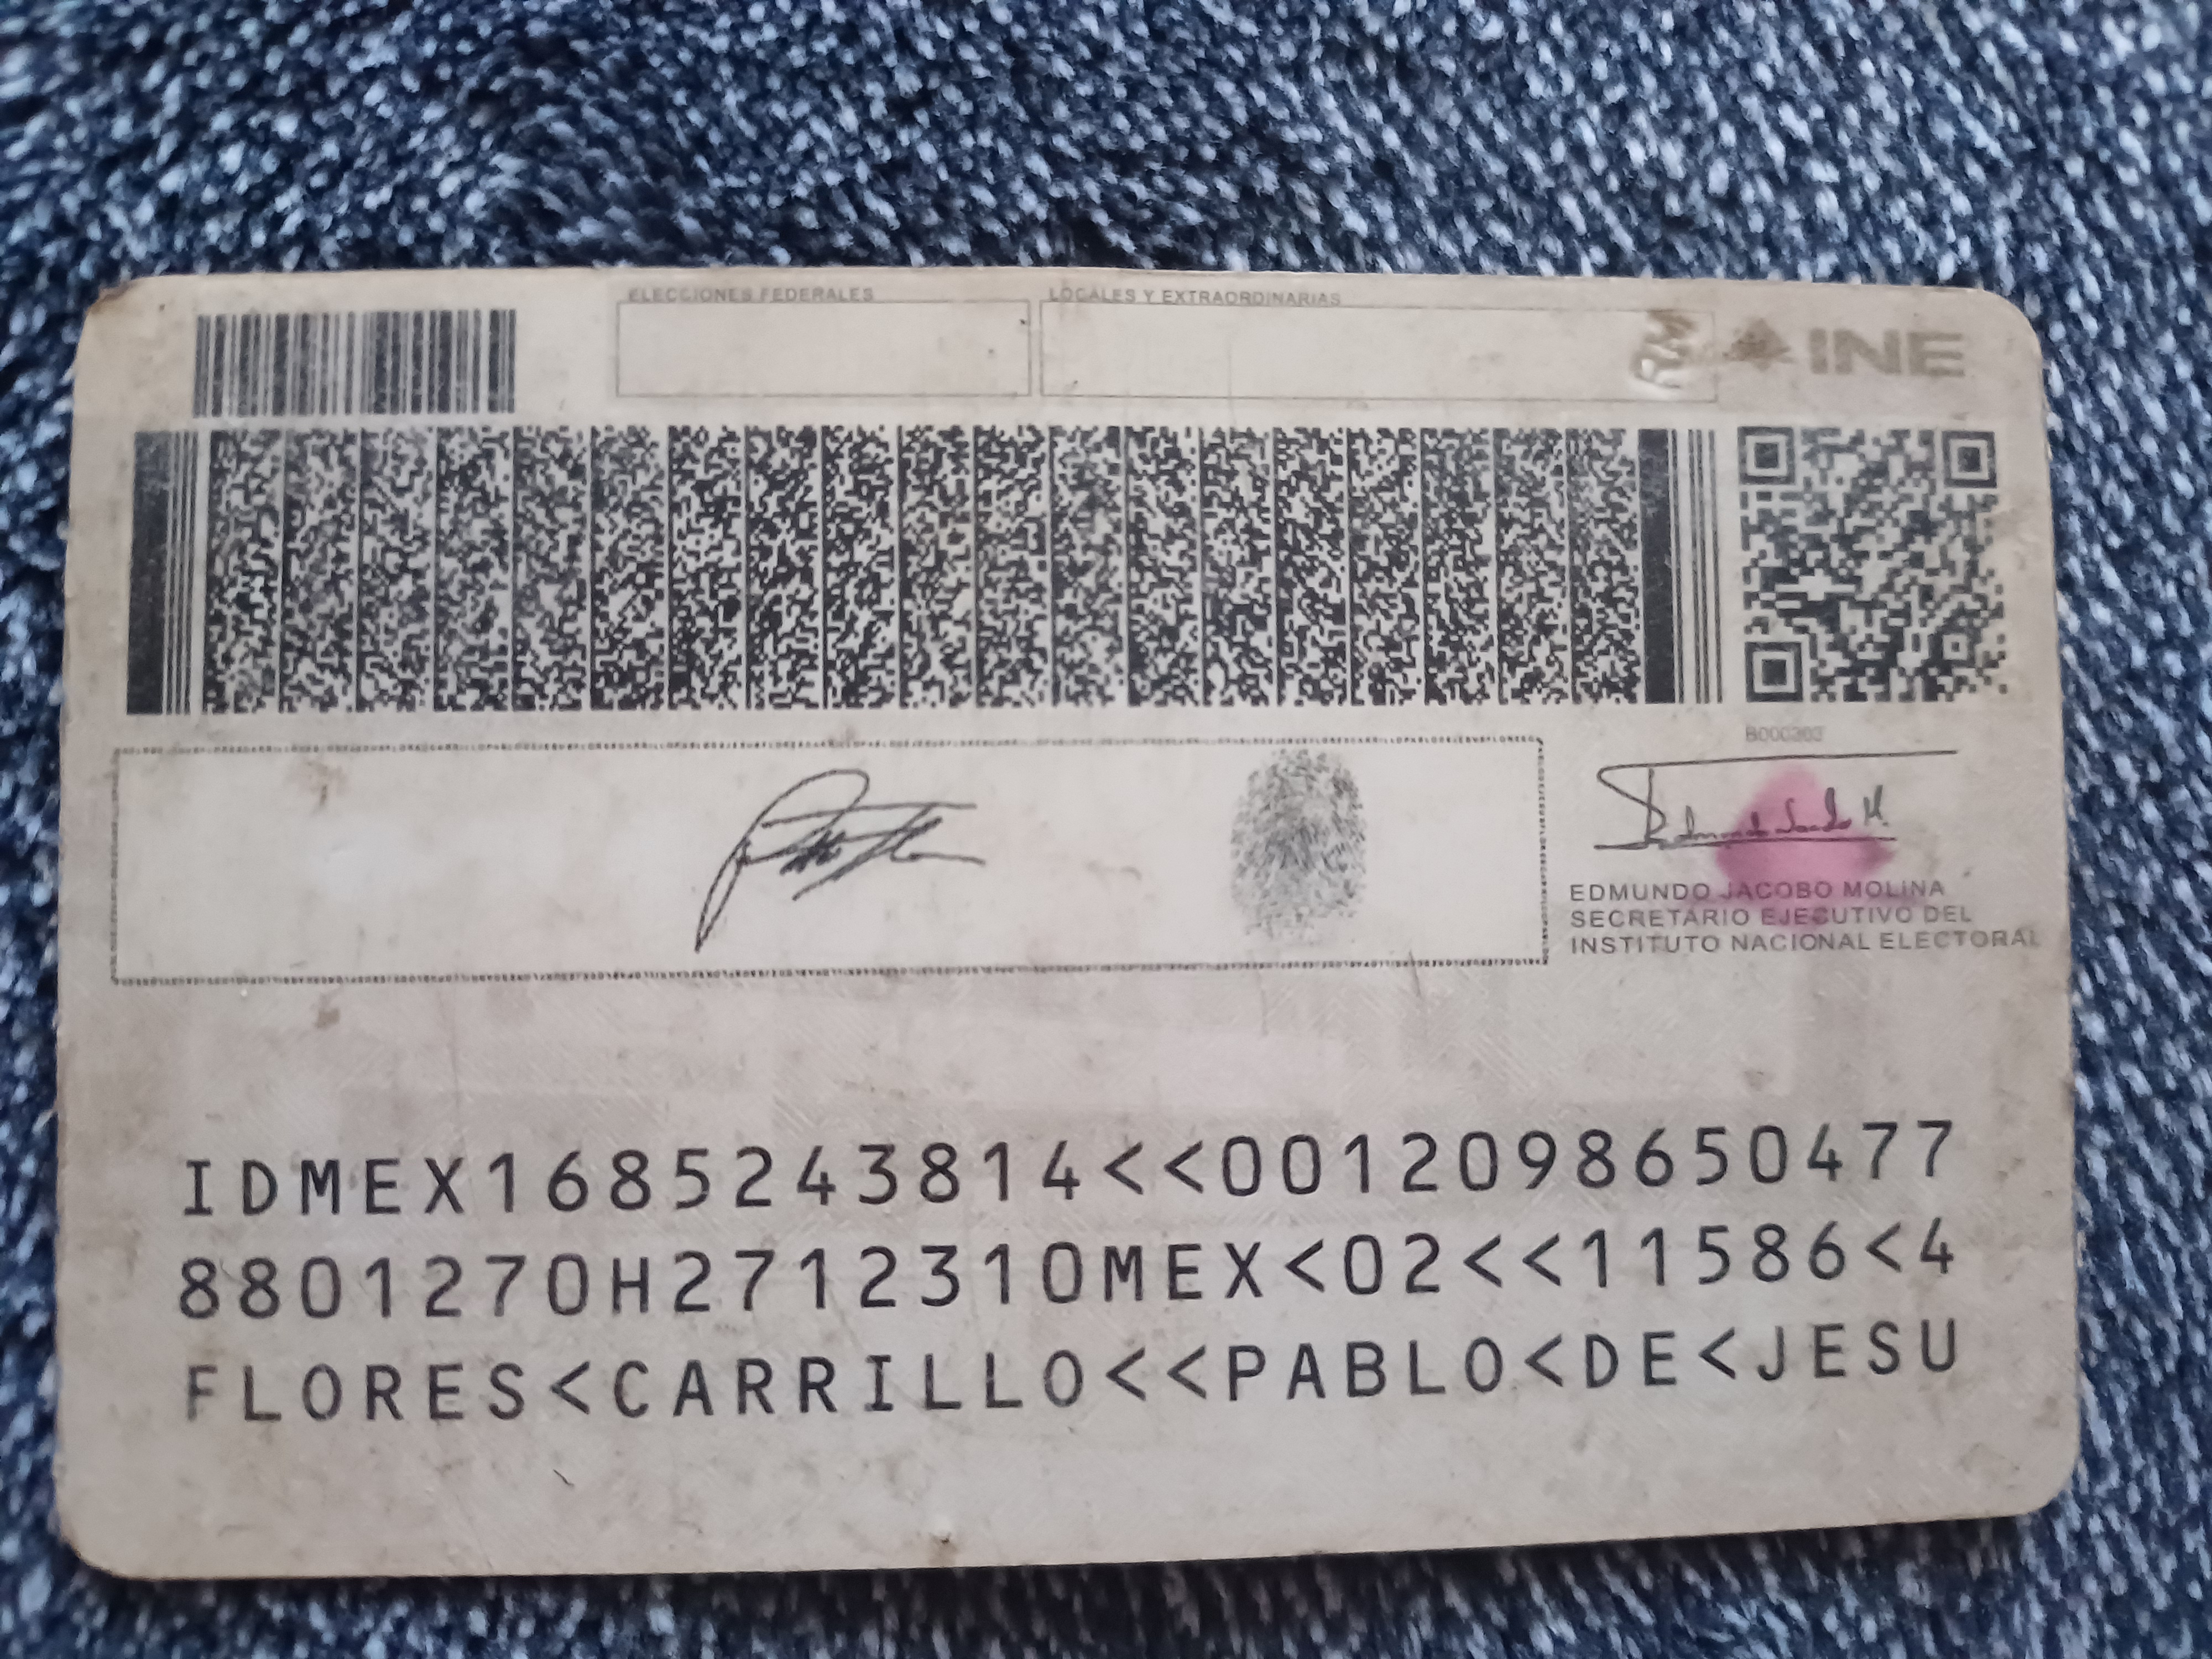 ELECCIONES FEDERALES LOCALES Y EXTRAORDINARIAS
INE
EDMUNDO JACOBO MOLINA
SECRETARIO EJECUTIVO DEL
INSTITUTO NACIONAL ELECTORAL
IDMEX1685243814<<0012098650477
8801270H2712310MEX<02<<11586<4
FLORES<CARRILLO<<PABLO<DE<JESU